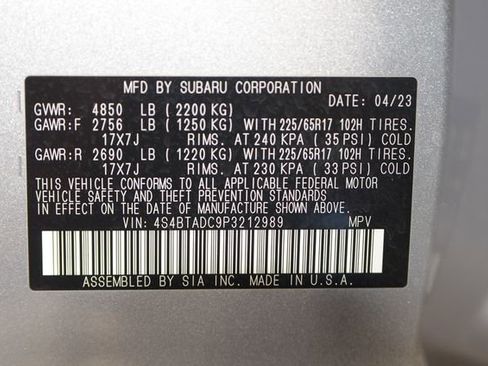 MFD BY SUBARU CORPORATION
DATE: 04/23
GVWR: 4850 LB (2200 KG)
GAWR:F 2756 LB (1250 KG) WITH 225/65R17 102H TIRES.
17X7J RIMS. AT 240 KPA ( 35 PSI) COLD
GAWR:R 2690 LB (1220 KG) WITH 225/65R17 102H TIRES.
17X7J RIMS. AT 230 KPA ( 33 PSI) COLD
THIS VEHICLE CONFORMS TO ALL APPLICABLE FEDERAL MOTOR
VEHICLE SAFETY AND THEFT PREVENTION STANDARDS
IN EFFECT ON THE DATE OF MANUFACTURE SHOWN ABOVE.
VIN: 4S4BTADC9P3212989 MPV
ASSEMBLED BY SIA INC. MADE IN U.S.A.